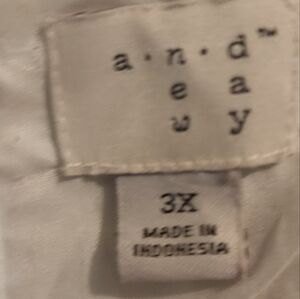 a·n·d™
e a
w y
3X
MADE IN
INDONESIA